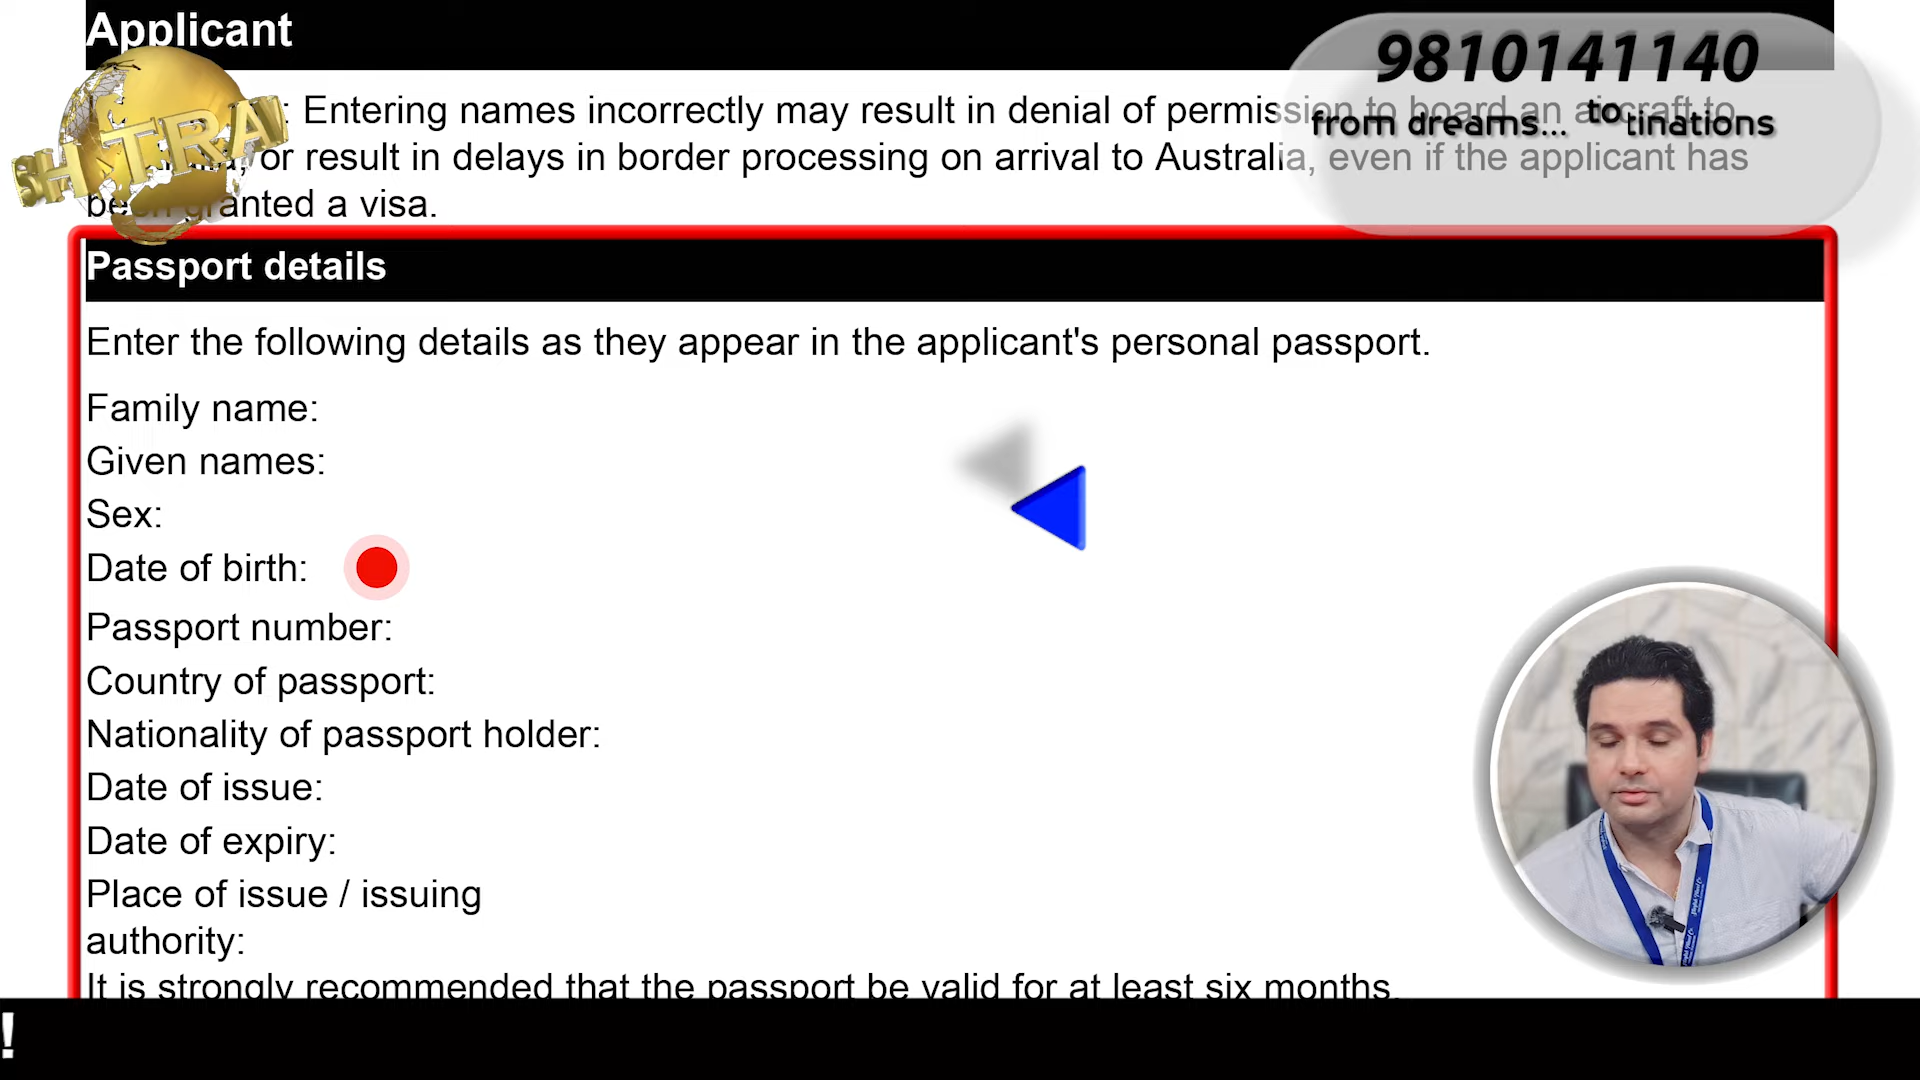 Applicant
9810141140
from dreams... to tinations
: Entering names incorrectly may result in denial of permission to board an aircraft to
, or result in delays in border processing on arrival to Australia, even if the applicant has
been granted a visa.
SH TRA
Passport details
Enter the following details as they appear in the applicant's personal passport.
Family name:
Given names:
Sex:
Date of birth:
Passport number:
Country of passport:
Nationality of passport holder:
Date of issue:
Date of expiry:
Place of issue / issuing
authority:
It is strongly recommended that the passport be valid for at least six months.
!